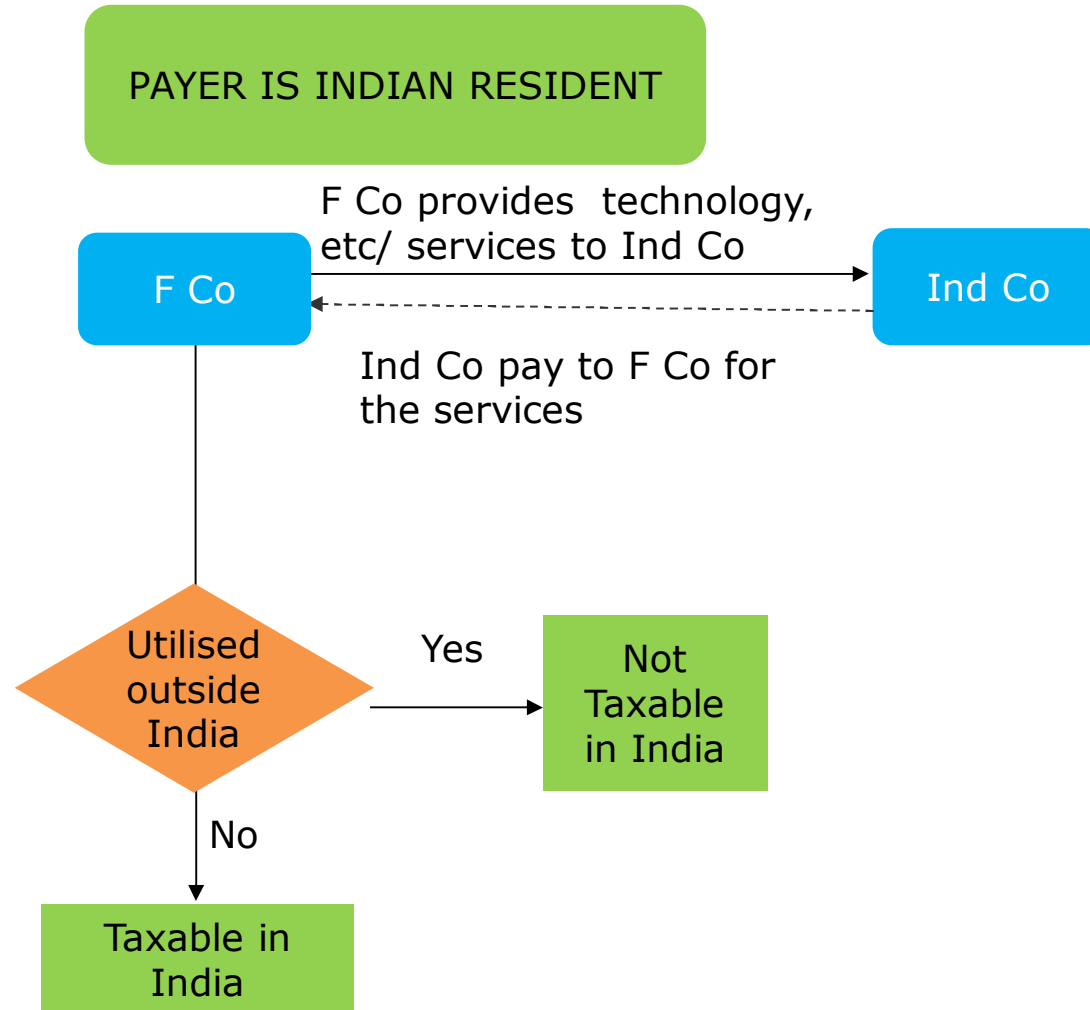 PAYER IS INDIAN RESIDENT
F Co provides technology,
etc/ services to Ind Co
F Co
Ind Co
Ind Co pay to F Co for
the services
Utilised
outside
India
Yes
Not
Taxable
in India
No
Taxable in
India